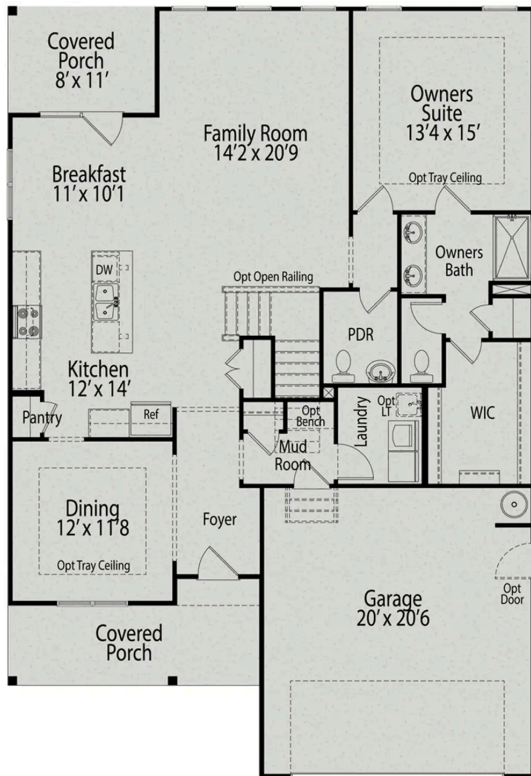 Covered
Porch
8' x 11'
Owners
Suite
13'4 x 15'
Family Room
14'2 x 20'9
Breakfast
11' x 10'1
Opt Tray Ceiling
DW
Owners
Bath
Opt Open Railing
PDR
Kitchen
12' x 14'
Pantry
Ref
Opt
Bench
Laundry
Opt
LT
WIC
Mud
Room
Dining
12' x 11'8
Foyer
Opt Tray Ceiling
Opt
Door
Garage
20' x 20'6
Covered
Porch